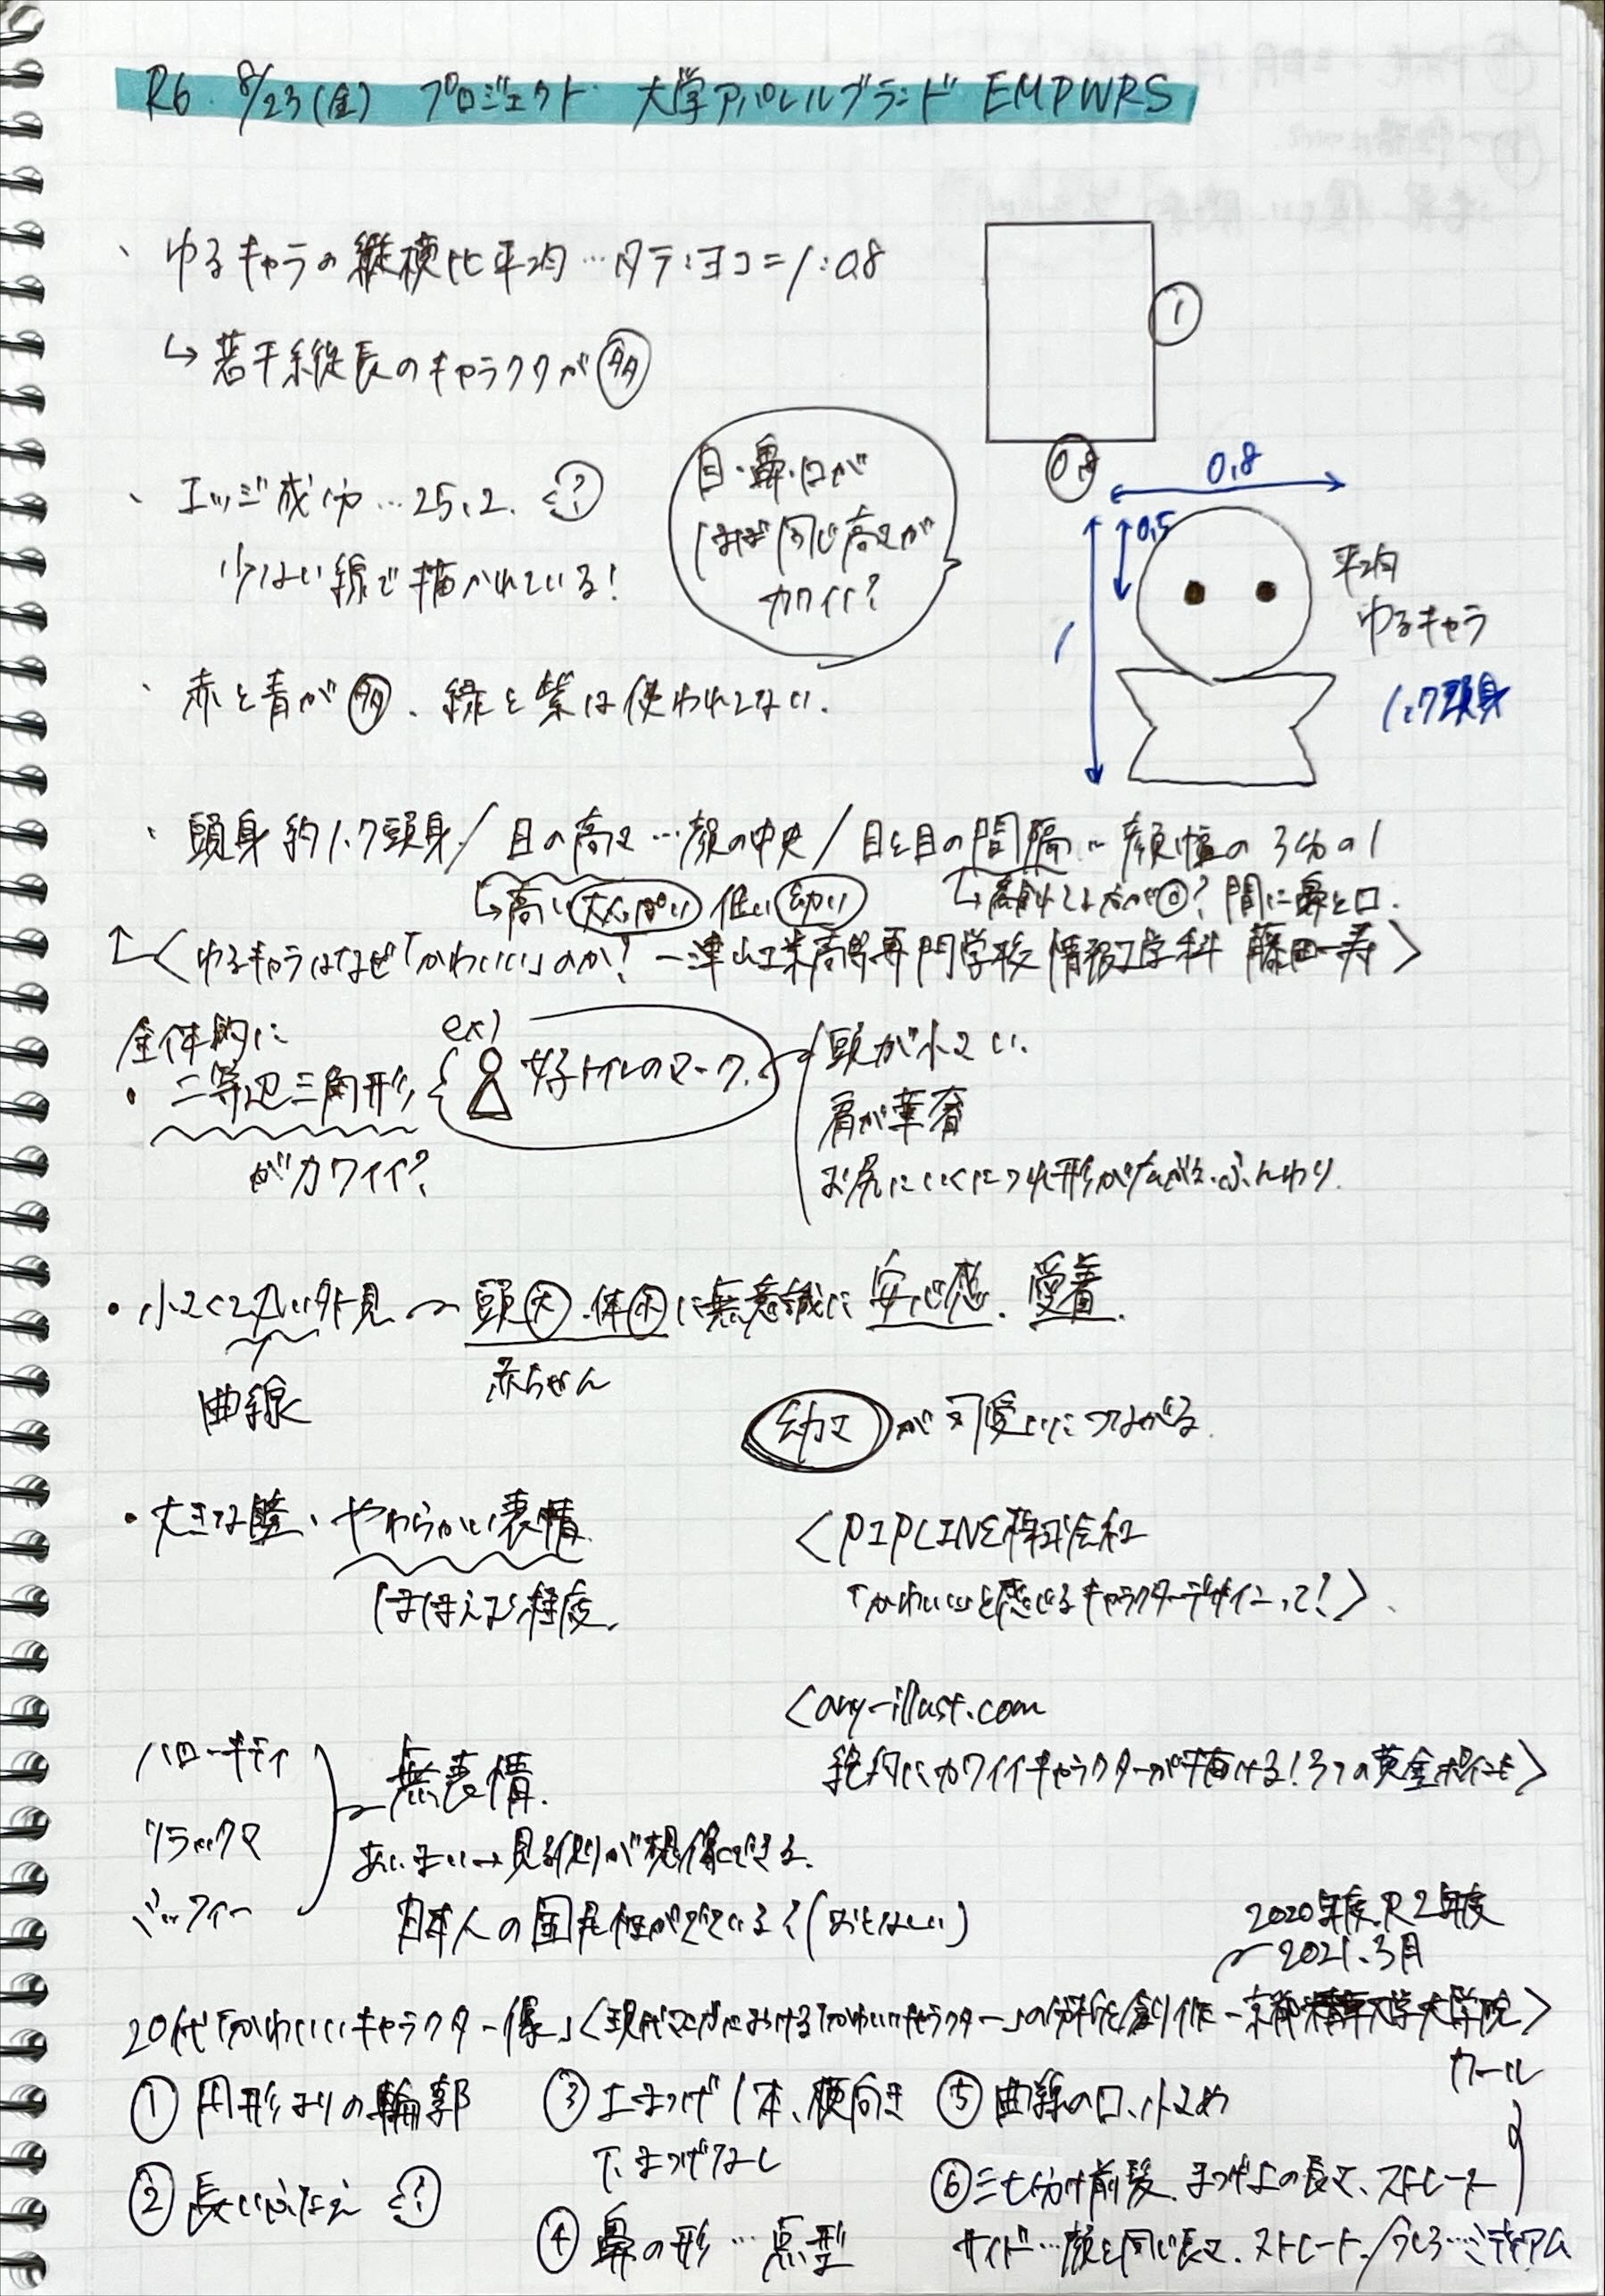 R6. 8/23(金) プロジェクト 大学アパレルブランド EMPWRS
、ゆるキャラの縦横比平均…タテ:ヨコ=1:0.8
↳若干縦長のキャラクタが多
1
0.8
、エッジ成分…25.2.?
少ない線で描かれている!
目・鼻・口が
ほぼ同じ高さが
カワイイ?
0.8
0.5
1
平均
ゆるキャラ
1.7頭身
、赤と青が多、緑と紫は使われてない.
、頭身約1.7頭身/目の高さ…顔の中央/目と目の間隔…顔幅の3分の1
↳高い大人っぽい 低い幼い
↳離れてる方が◎?間に鼻と口.
↑〈ゆるキャラはなぜ「かわいい」のか?ー津山工業高等専門学校 情報工学科 藤田一寿〉
全体的に
・二等辺三角形
がカワイイ?
ex)
女子トイレのマーク.
頭が小さい.
肩が華奢
お尻にいくにつれ形が ふんわり.
・小さくて丸い外見〜頭大.体小に無意識に安心感.愛着.
曲線
赤ちゃん
幼さが可愛いにつながる.
・大きな瞳、やわらかい表情.
ほほえむ程度.
〈PIPLINE株式会社
「かわいいと感じるキャラクターデザインって?〉.
〈any-illust.com
絶対にカワイイキャラクターが描ける!3つの黄金ポイント〉
ハローキティ
リラックマ
ミッフィー
無表情.
あいまい→見る側が想像できる.
日本人の国民性がでている?(おとなしい)
2020年度.R2年度
2021.3月
20代「かわいいキャラクター像」〈現代マンガにおける「かわいいキャラクター」の分析と創作ー京都精華大学大学院〉
①円形よりの輪郭
②長い ?
③上まつげ1本、横向き
下まつげなし
④鼻の形…点型
⑤曲線の口、小さめ
カール
⑥三七分け前髪、まつげ上の長さ、ストレート
サイド…顔と同じ長さ、ストレート/うしろ…ミディアム